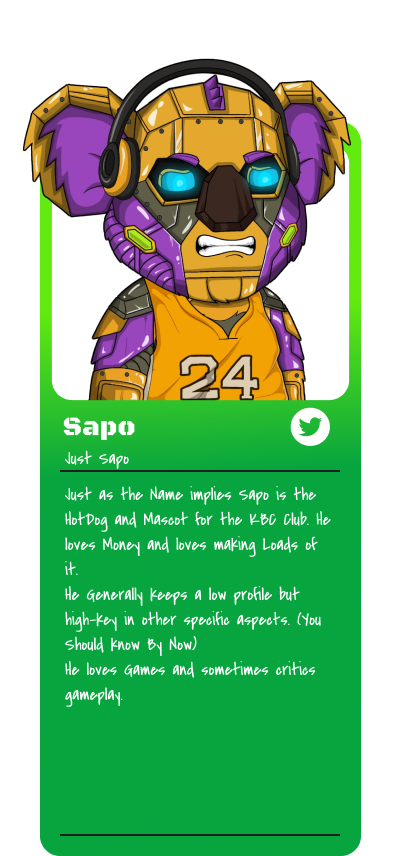 24
Sapo
Just Sapo
Just as the Name implies Sapo is the
HotDog and Mascot for the KBC Club. He
loves Money and loves making Loads of
it.
He Generally keeps a low profile but
high-key in other specific aspects. (You
Should Know By Now)
He loves Games and sometimes critics
gameplay.